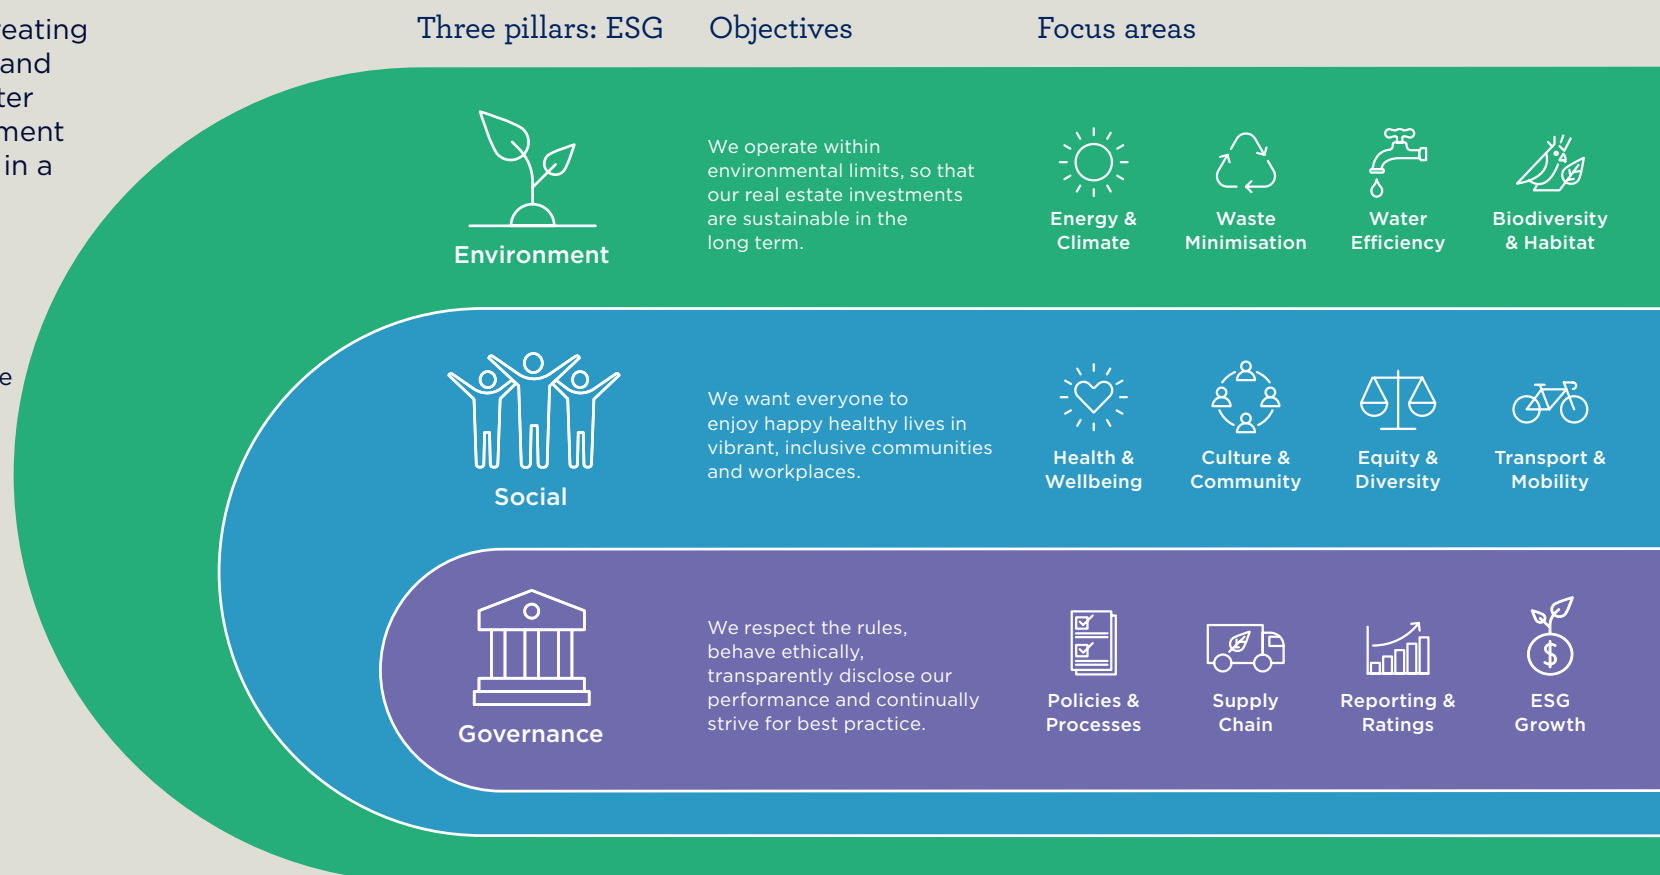 and
in a
Three pillars: ESG
Objectives
Focus areas
Environment
We operate within
environmental limits, so that
our real estate investments
are sustainable in the
long term.
Energy &
Climate
Waste
Minimisation
Water
Efficiency
Biodiversity
& Habitat
Social
We want everyone to
enjoy happy healthy lives in
vibrant, inclusive communities
and workplaces.
Health &
Wellbeing
Culture &
Community
Equity &
Diversity
Transport &
Mobility
Governance
We respect the rules,
behave ethically,
transparently disclose our
performance and continually
strive for best practice.
Policies &
Processes
Supply
Chain
Reporting &
Ratings
$
ESG
Growth